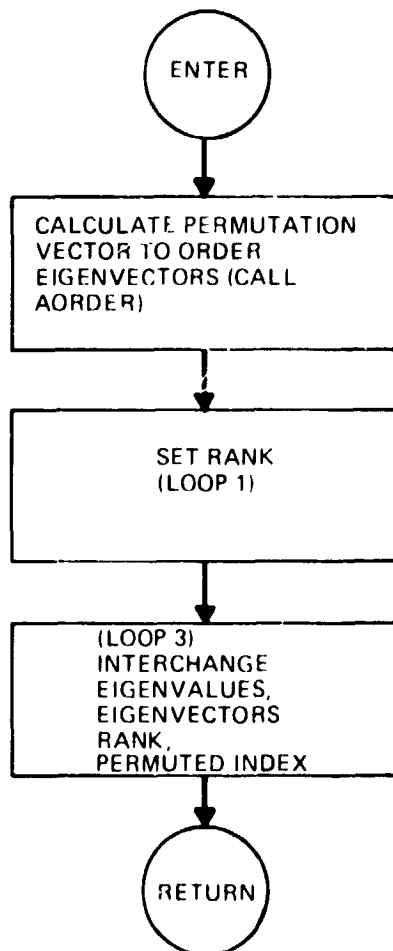 ENTER
CALCULATE PERMUTATION
VECTOR TO ORDER
EIGENVECTORS (CALL
AORDER)
SET RANK
(LOOP 1)
(LOOP 3)
INTERCHANGE
EIGENVALUES,
EIGENVECTORS
RANK,
PERMUTED INDEX
RETURN